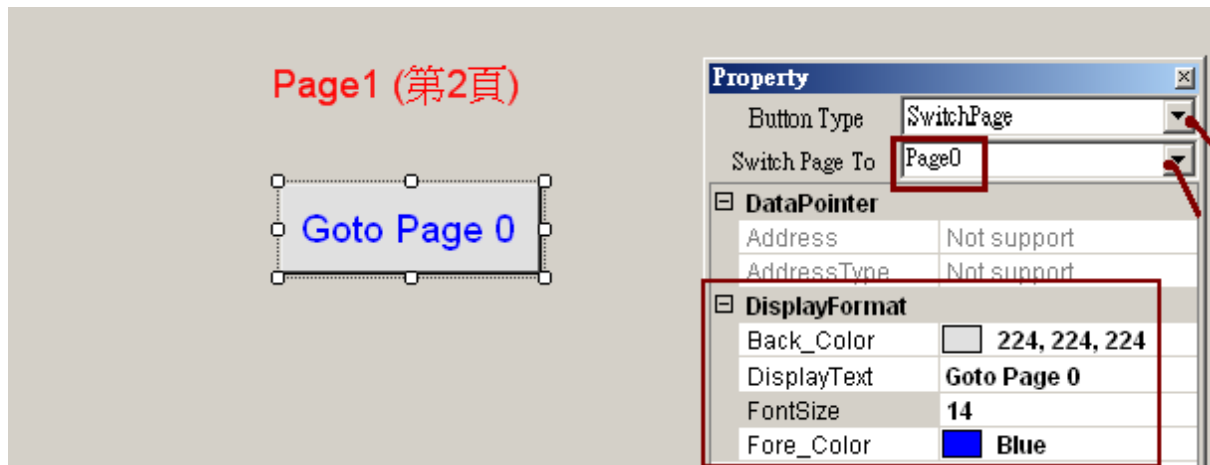 Page1 (第2頁)
Goto Page 0
Property
Button Type SwitchPage
Switch Page To Page0
DataPointer
Address Not support
AddressType Not support
DisplayFormat
Back_Color 224, 224, 224
DisplayText Goto Page 0
FontSize 14
Fore_Color Blue